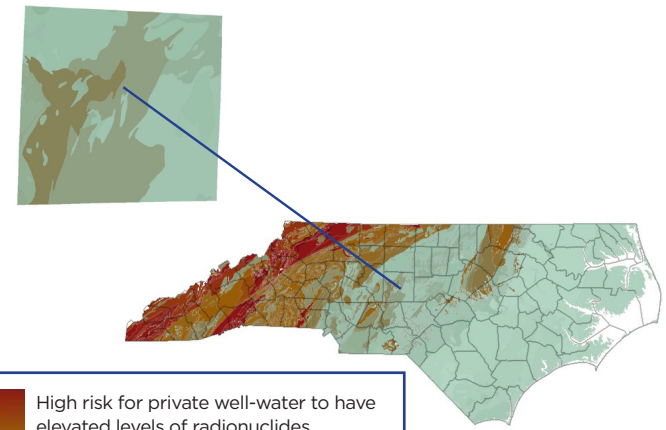 High risk for private well-water to have
elevated levels of radionuclides